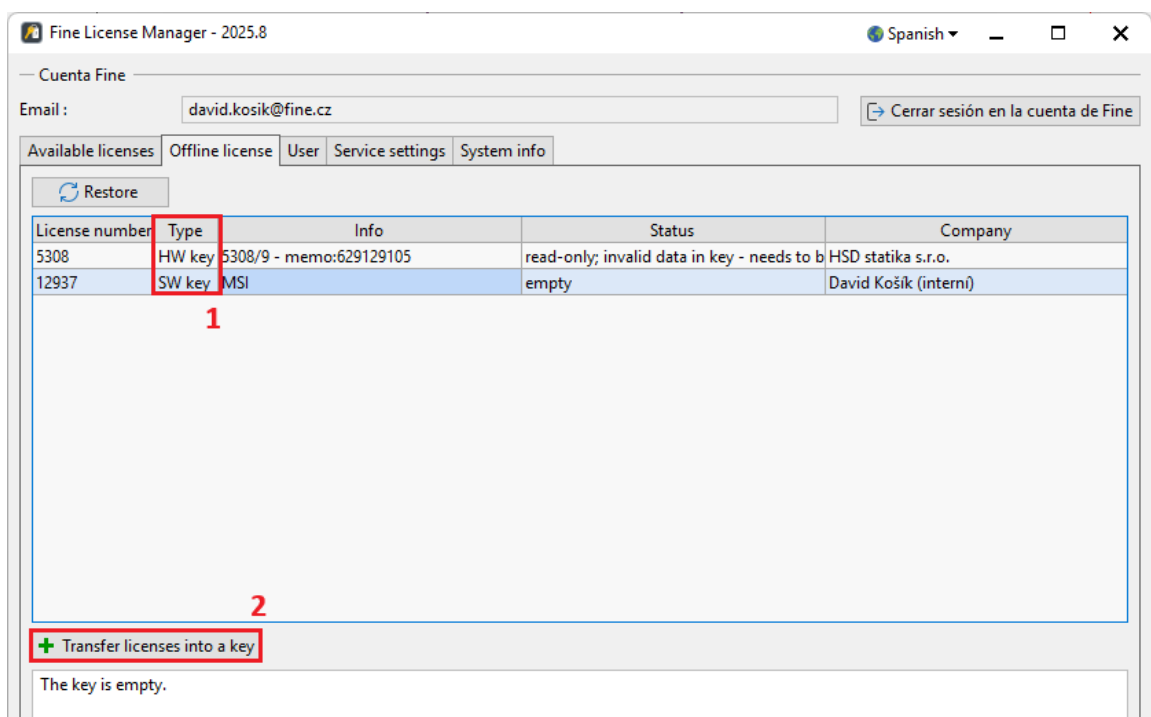 Fine License Manager - 2025.8 Spanish
Cuenta Fine
Email : david.kosik@fine.cz Cerrar sesión en la cuenta de Fine
Available licenses Offline license User Service settings System info
Restore
License number Type Info Status Company
5308 HW key 5308/9 - memo:629129105 read-only; invalid data in key - needs to b HSD statika s.r.o.
12937 SW key MSI empty David Košík (interní)
1
2
Transfer licenses into a key
The key is empty.